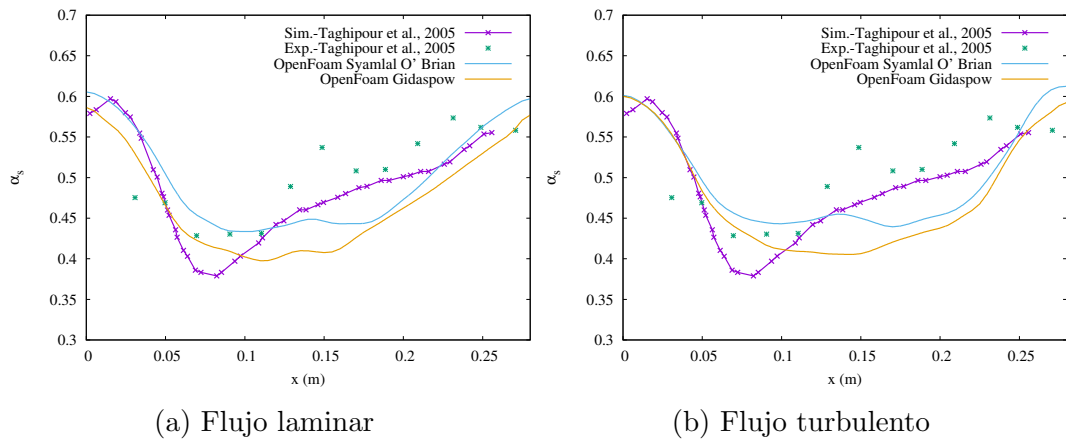 0.7
0.65
0.6
0.55
0.5
0.45
0.4
0.35
0.3
α_s
0
0.05
0.1
0.15
0.2
0.25
x (m)
Sim.-Taghipour et al., 2005
Exp.-Taghipour et al., 2005
OpenFoam Syamlal O' Brian
OpenFoam Gidaspow
(a) Flujo laminar
0.7
0.65
0.6
0.55
0.5
0.45
0.4
0.35
0.3
α_s
0
0.05
0.1
0.15
0.2
0.25
x (m)
Sim.-Taghipour et al., 2005
Exp.-Taghipour et al., 2005
OpenFoam Syamlal O' Brian
OpenFoam Gidaspow
(b) Flujo turbulento